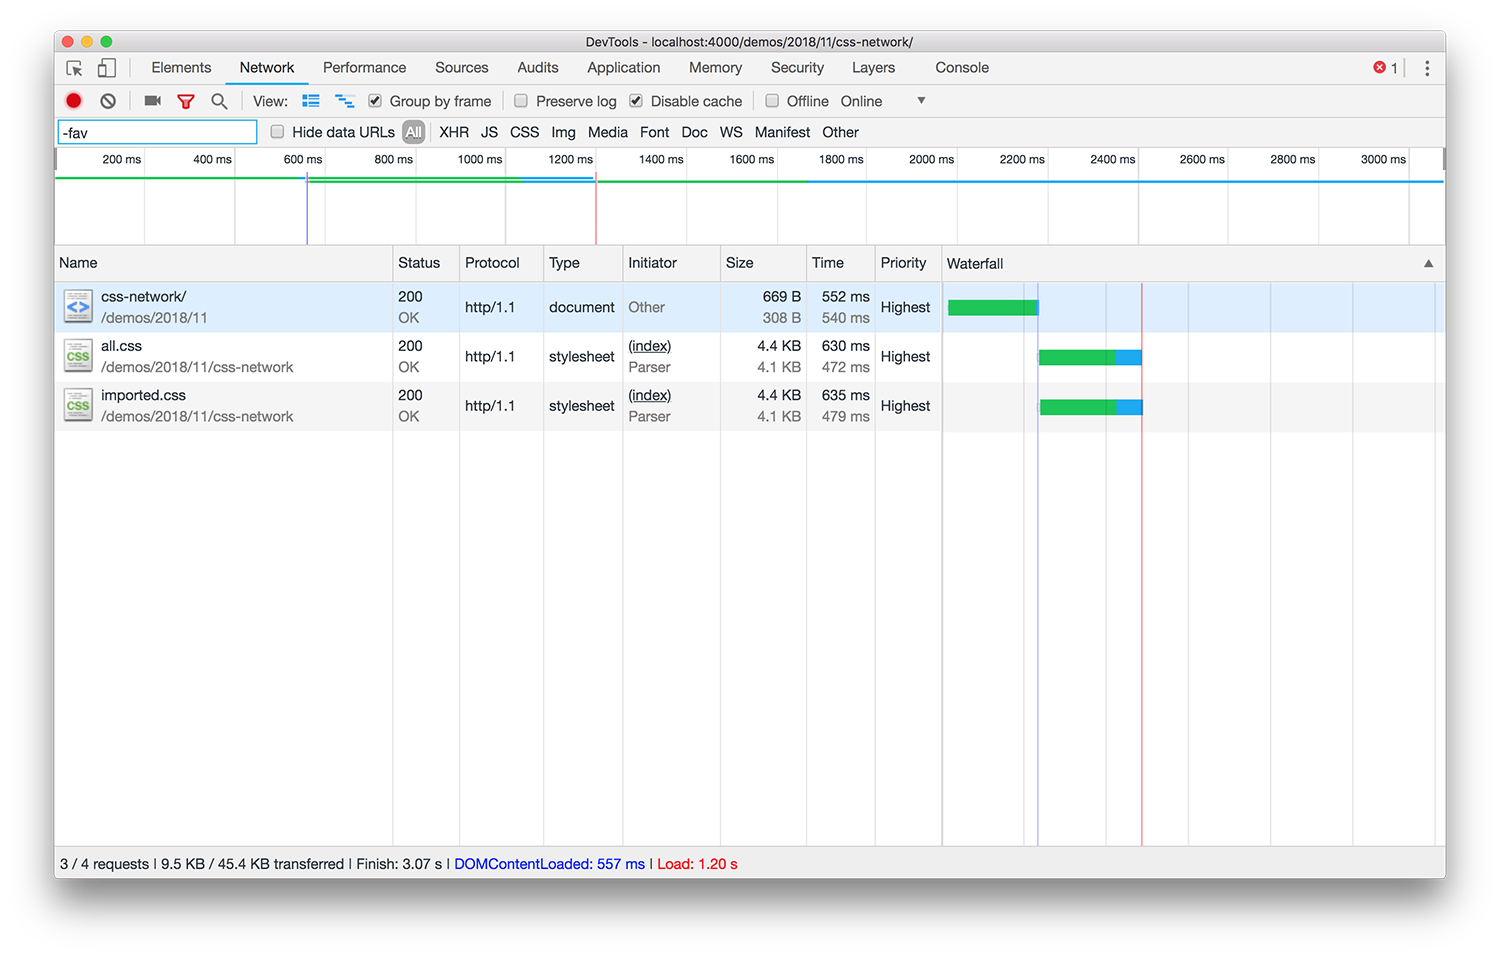 DevTools - localhost:4000/demos/2018/11/css-network/
Elements Network Performance Sources Audits Application Memory Security Layers Console 1
View: Group by frame Preserve log Disable cache Offline Online
-fav Hide data URLs All XHR JS CSS Img Media Font Doc WS Manifest Other
200 ms 400 ms 600 ms 800 ms 1000 ms 1200 ms 1400 ms 1600 ms 1800 ms 2000 ms 2200 ms 2400 ms 2600 ms 2800 ms 3000 ms
Name Status Protocol Type Initiator Size Time Priority Waterfall
css-network/ 200 http/1.1 document Other 669 B 552 ms Highest
/demos/2018/11 OK 308 B 540 ms
all.css 200 http/1.1 stylesheet (index) 4.4 KB 630 ms Highest
CSS /demos/2018/11/css-network OK Parser 4.1 KB 472 ms
imported.css 200 http/1.1 stylesheet (index) 4.4 KB 635 ms Highest
CSS /demos/2018/11/css-network OK Parser 4.1 KB 479 ms
3 / 4 requests | 9.5 KB / 45.4 KB transferred | Finish: 3.07 s | DOMContentLoaded: 557 ms | Load: 1.20 s